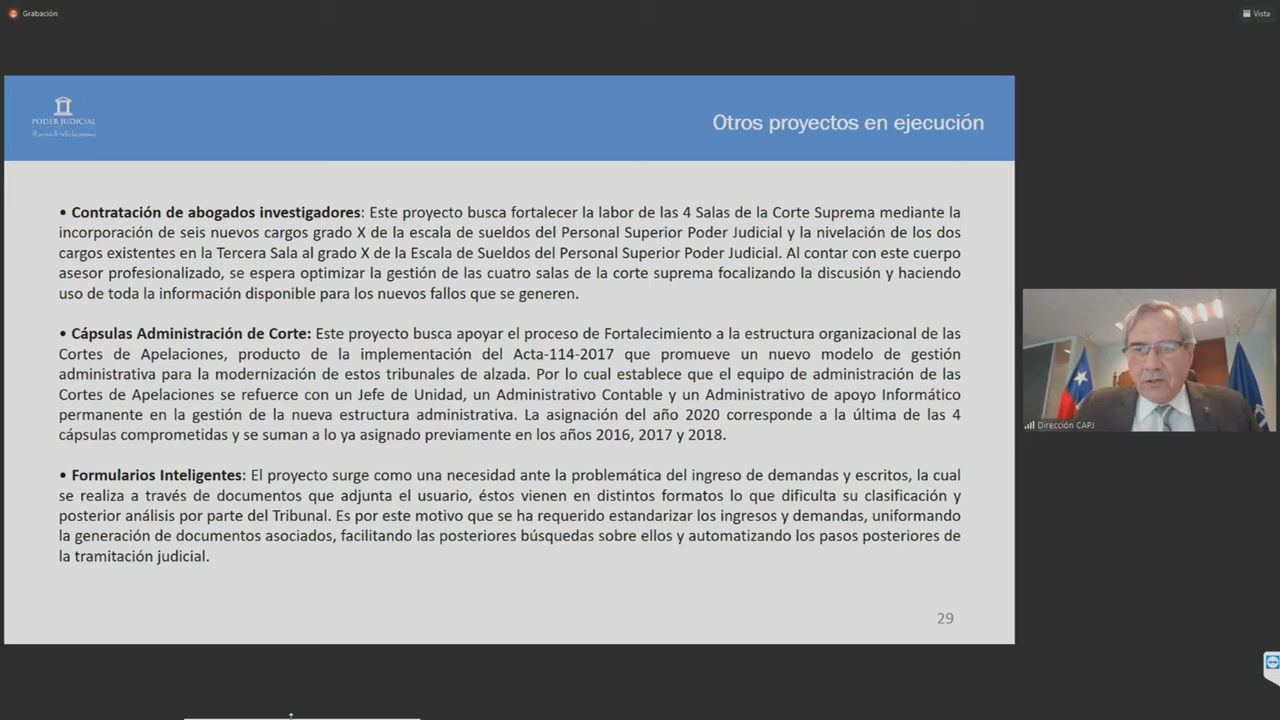 Grabación
Vista
PODER JUDICIAL
Otros proyectos en ejecución
• Contratación de abogados investigadores: Este proyecto busca fortalecer la labor de las 4 Salas de la Corte Suprema mediante la
incorporación de seis nuevos cargos grado X de la escala de sueldos del Personal Superior Poder Judicial y la nivelación de los dos
cargos existentes en la Tercera Sala al grado X de la Escala de Sueldos del Personal Superior Poder Judicial. Al contar con este cuerpo
asesor profesionalizado, se espera optimizar la gestión de las cuatro salas de la corte suprema focalizando la discusión y haciendo
uso de toda la información disponible para los nuevos fallos que se generen.
• Cápsulas Administración de Corte: Este proyecto busca apoyar el proceso de Fortalecimiento a la estructura organizacional de las
Cortes de Apelaciones, producto de la implementación del Acta-114-2017 que promueve un nuevo modelo de gestión
administrativa para la modernización de estos tribunales de alzada. Por lo cual establece que el equipo de administración de las
Cortes de Apelaciones se refuerce con un Jefe de Unidad, un Administrativo Contable y un Administrativo de apoyo Informático
permanente en la gestión de la nueva estructura administrativa. La asignación del año 2020 corresponde a la última de las 4
cápsulas comprometidas y se suman a lo ya asignado previamente en los años 2016, 2017 y 2018.
• Formularios Inteligentes: El proyecto surge como una necesidad ante la problemática del ingreso de demandas y escritos, la cual
se realiza a través de documentos que adjunta el usuario, éstos vienen en distintos formatos lo que dificulta su clasificación y
posterior análisis por parte del Tribunal. Es por este motivo que se ha requerido estandarizar los ingresos y demandas, uniformando
la generación de documentos asociados, facilitando las posteriores búsquedas sobre ellos y automatizando los pasos posteriores de
la tramitación judicial.
29
Dirección CAPJ